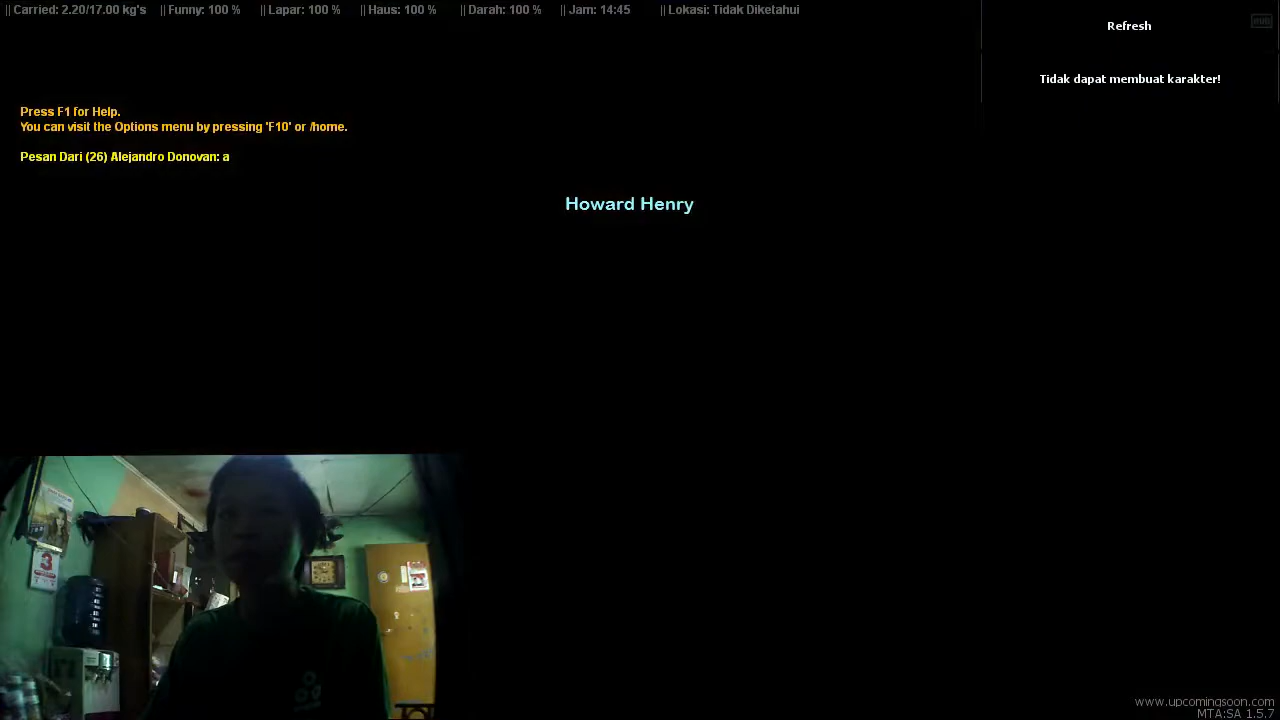 || Carried: 2.20/17.00 kg's || Funny: 100 % || Lapar: 100 % || Haus: 100 % || Darah: 100 % || Jam: 14:45 || Lokasi: Tidak Diketahui
Refresh
Tidak dapat membuat karakter!
Press F1 for Help.
You can visit the Options menu by pressing 'F10' or /home.
Pesan Dari (26) Alejandro Donovan: a
Howard Henry
3
www.upcomingsoon.com
MTA:SA 1.5.7